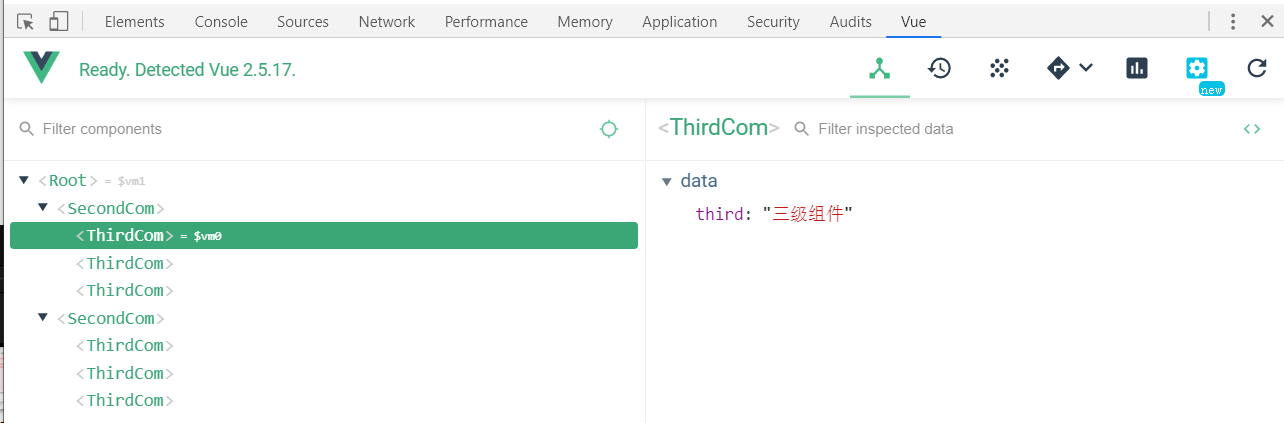 Elements Console Sources Network Performance Memory Application Security Audits Vue
Ready. Detected Vue 2.5.17.
new
Filter components
<ThirdCom> Filter inspected data <>
<Root> = $vm1
<SecondCom>
<ThirdCom> = $vm0
<ThirdCom>
<ThirdCom>
<SecondCom>
<ThirdCom>
<ThirdCom>
<ThirdCom>
data
third: "三级组件"